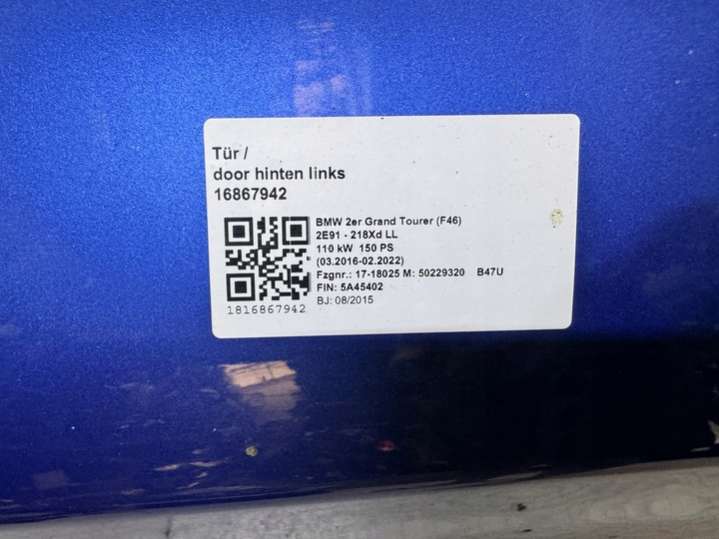 Tür /
door hinten links
16867942
BMW 2er Grand Tourer (F46)
2E91 - 218Xd LL
110 kW 150 PS
(03.2016-02.2022)
Fzgnr.: 17-18025 M: 50229320 B47U
FIN: 5A45402
BJ: 08/2015
1816867942